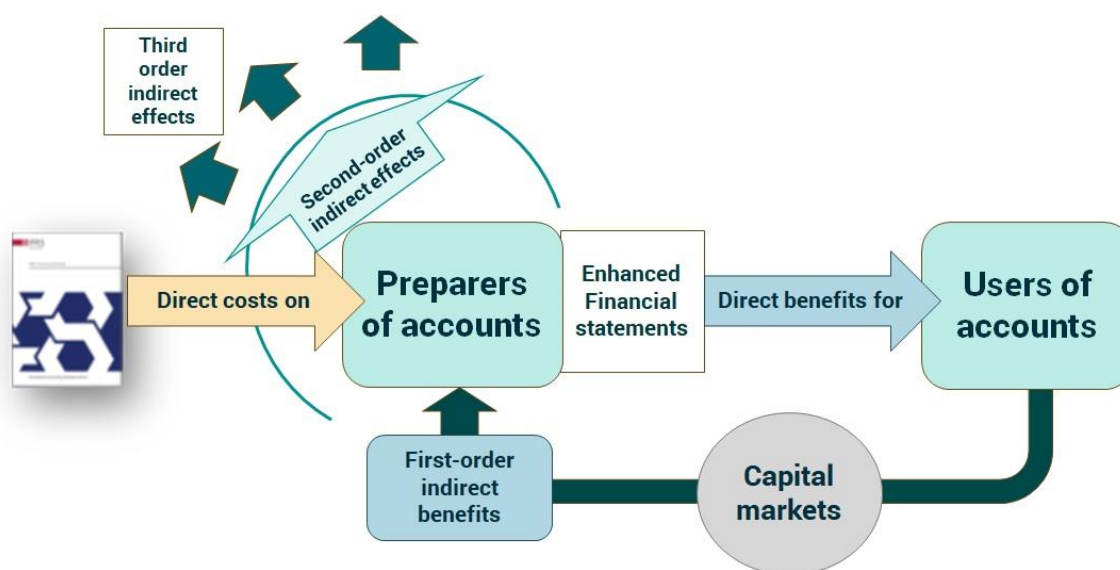 Third
order
indirect
effects
Second-order
indirect effects
Direct costs on
Preparers
of accounts
Enhanced
Financial
statements
Direct benefits for
Users of
accounts
First-order
indirect
benefits
Capital
markets